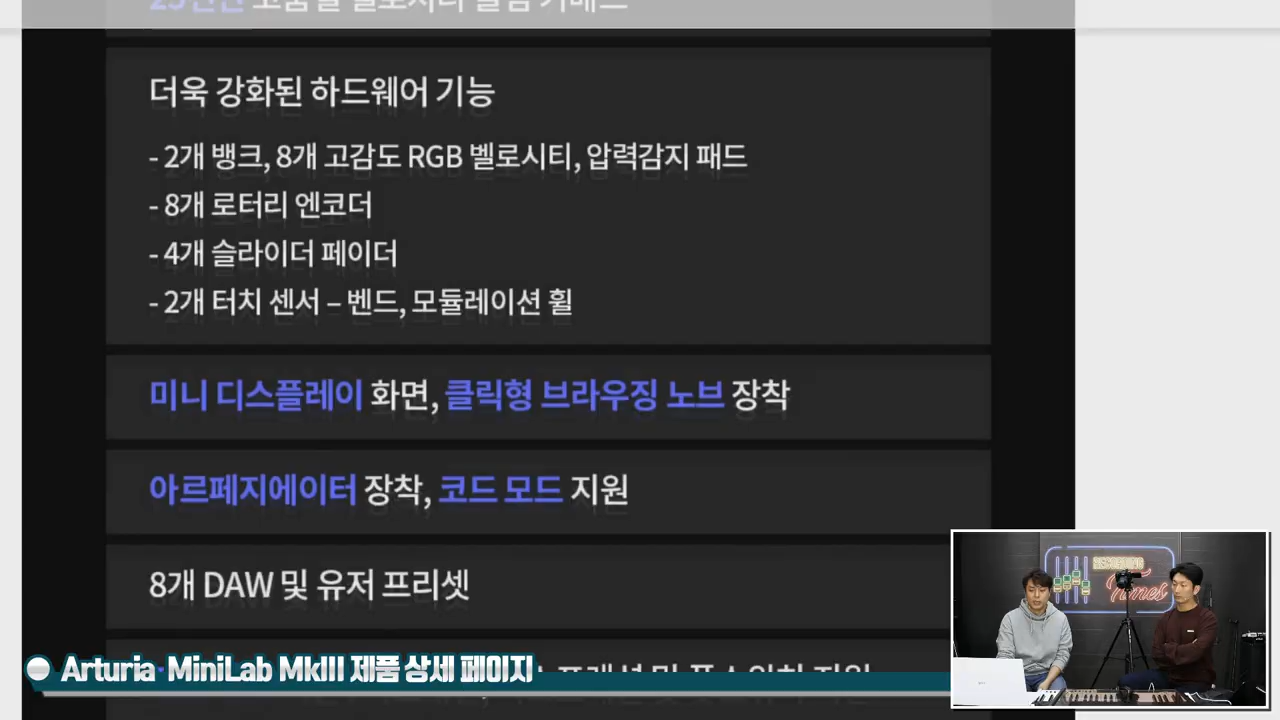 더욱 강화된 하드웨어 기능
- 2개 뱅크, 8개 고감도 RGB 벨로시티, 압력감지 패드
- 8개 로터리 엔코더
- 4개 슬라이더 페이더
- 2개 터치 센서 – 벤드, 모듈레이션 휠
미니 디스플레이 화면, 클릭형 브라우징 노브 장착
아르페지에이터 장착, 코드 모드 지원
8개 DAW 및 유저 프리셋
Arturia MiniLab MkIII 제품 상세 페이지
Times